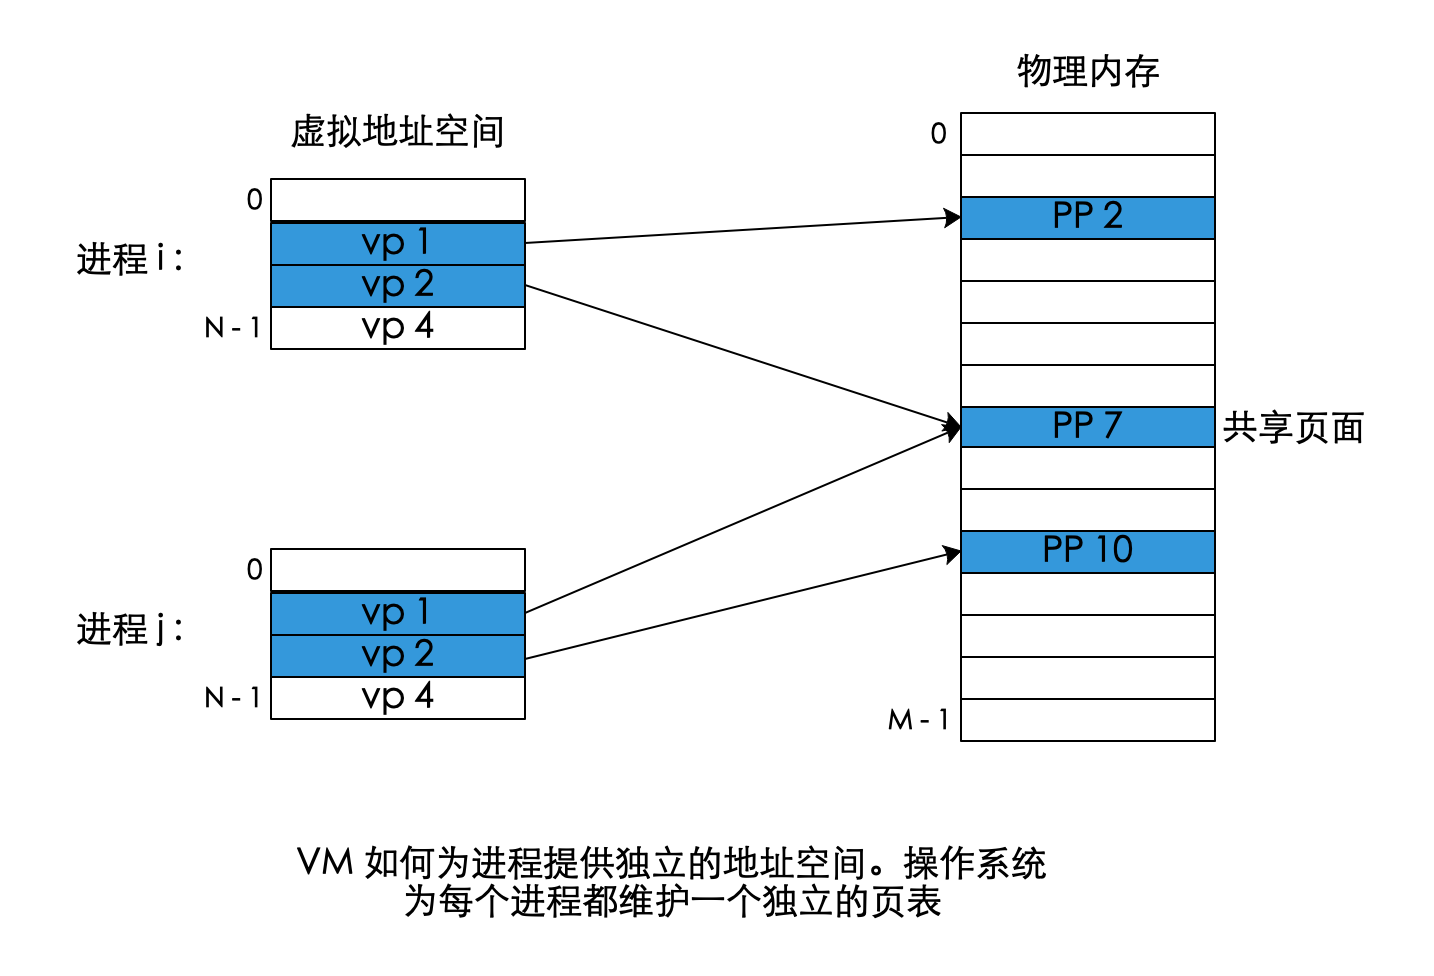 物理内存
虚拟地址空间
0
0
vp 1
PP 2
进程 i:
vp 2
N - 1
vp 4
PP 7
共享页面
PP 10
0
vp 1
进程 j:
vp 2
N - 1
vp 4
M - 1
VM 如何为进程提供独立的地址空间。操作系统
为每个进程都维护一个独立的页表